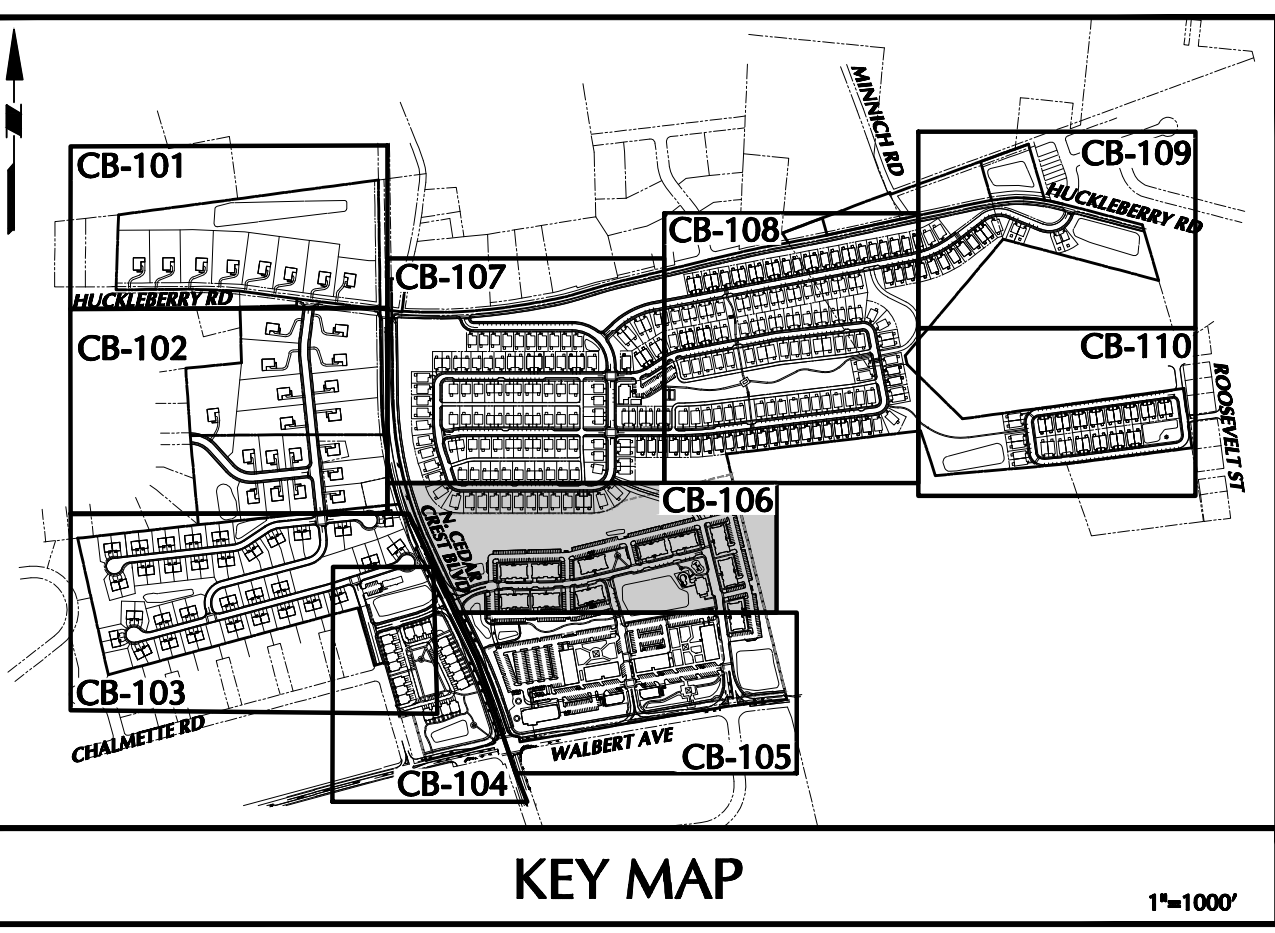 N
MINNICH RD
CB-101
CB-109
HUCKLEBERRY RD
CB-108
CB-107
HUCKLEBERRY RD
CB-102
CB-110
ROOSEVELT ST
CB-106
N. CEDAR
CREST BLVD
CB-103
CHALMETTE RD
WALBERT AVE
CB-105
CB-104
KEY MAP
1"=1000'